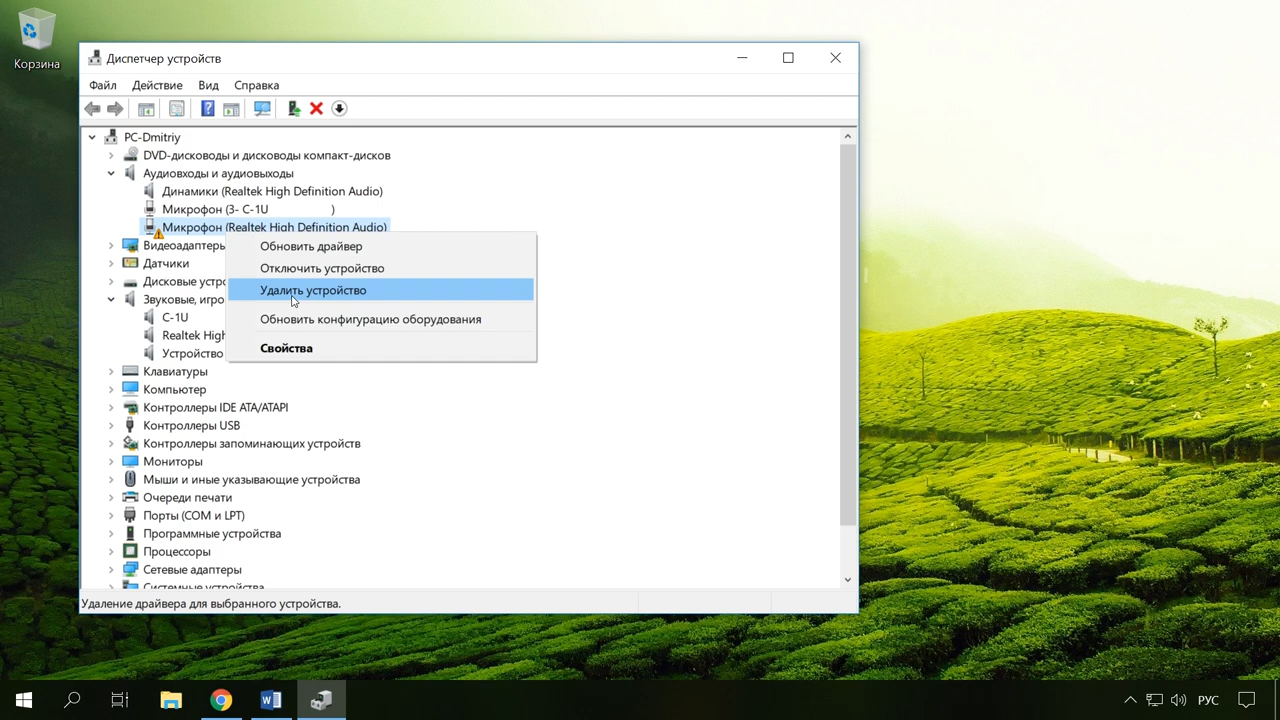 Корзина
Диспетчер устройств
Файл Действие Вид Справка
PC-Dmitriy
DVD-дисководы и дисководы компакт-дисков
Аудиовходы и аудиовыходы
Динамики (Realtek High Definition Audio)
Микрофон (3- C-1U )
Микрофон (Realtek High Definition Audio)
Видеоадаптеры
Обновить драйвер
Датчики
Отключить устройство
Дисковые устро
Удалить устройство
Звуковые, игро
C-1U
Обновить конфигурацию оборудования
Realtek High
Свойства
Устройство
Клавиатуры
Компьютер
Контроллеры IDE ATA/ATAPI
Контроллеры USB
Контроллеры запоминающих устройств
Мониторы
Мыши и иные указывающие устройства
Очереди печати
Порты (COM и LPT)
Программные устройства
Процессоры
Сетевые адаптеры
Системные устройства
Удаление драйвера для выбранного устройства.
РУС